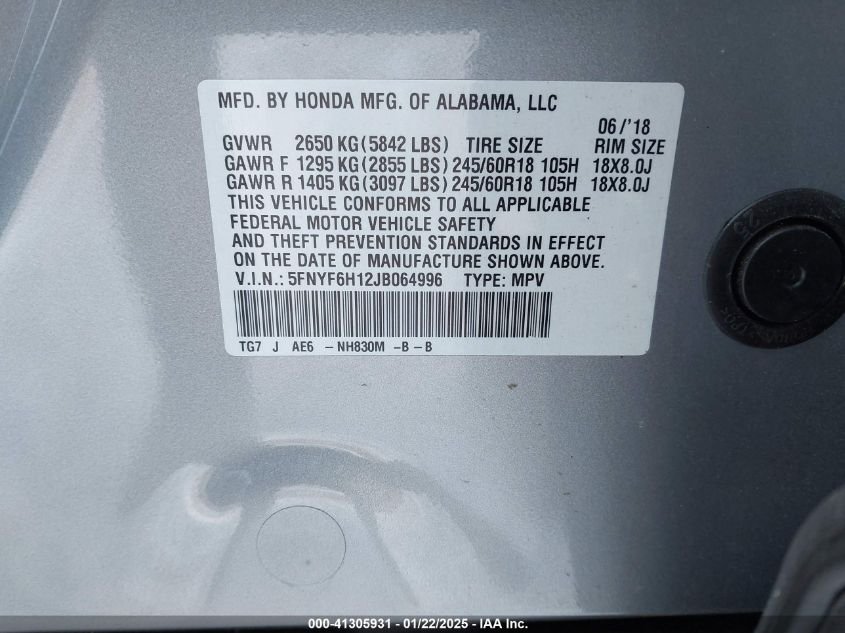 MFD. BY HONDA MFG. OF ALABAMA, LLC
06/'18
GVWR 2650 KG(5842 LBS) TIRE SIZE RIM SIZE
GAWR F 1295 KG(2855 LBS) 245/60R18 105H 18X8.0J
GAWR R 1405 KG(3097 LBS) 245/60R18 105H 18X8.0J
THIS VEHICLE CONFORMS TO ALL APPLICABLE
FEDERAL MOTOR VEHICLE SAFETY
AND THEFT PREVENTION STANDARDS IN EFFECT
ON THE DATE OF MANUFACTURE SHOWN ABOVE.
V.I.N.: 5FNYF6H12JB064996 TYPE: MPV
TG7 J AE6 -NH830M -B-B
000-41305931 - 01/22/2025 - IAA Inc.